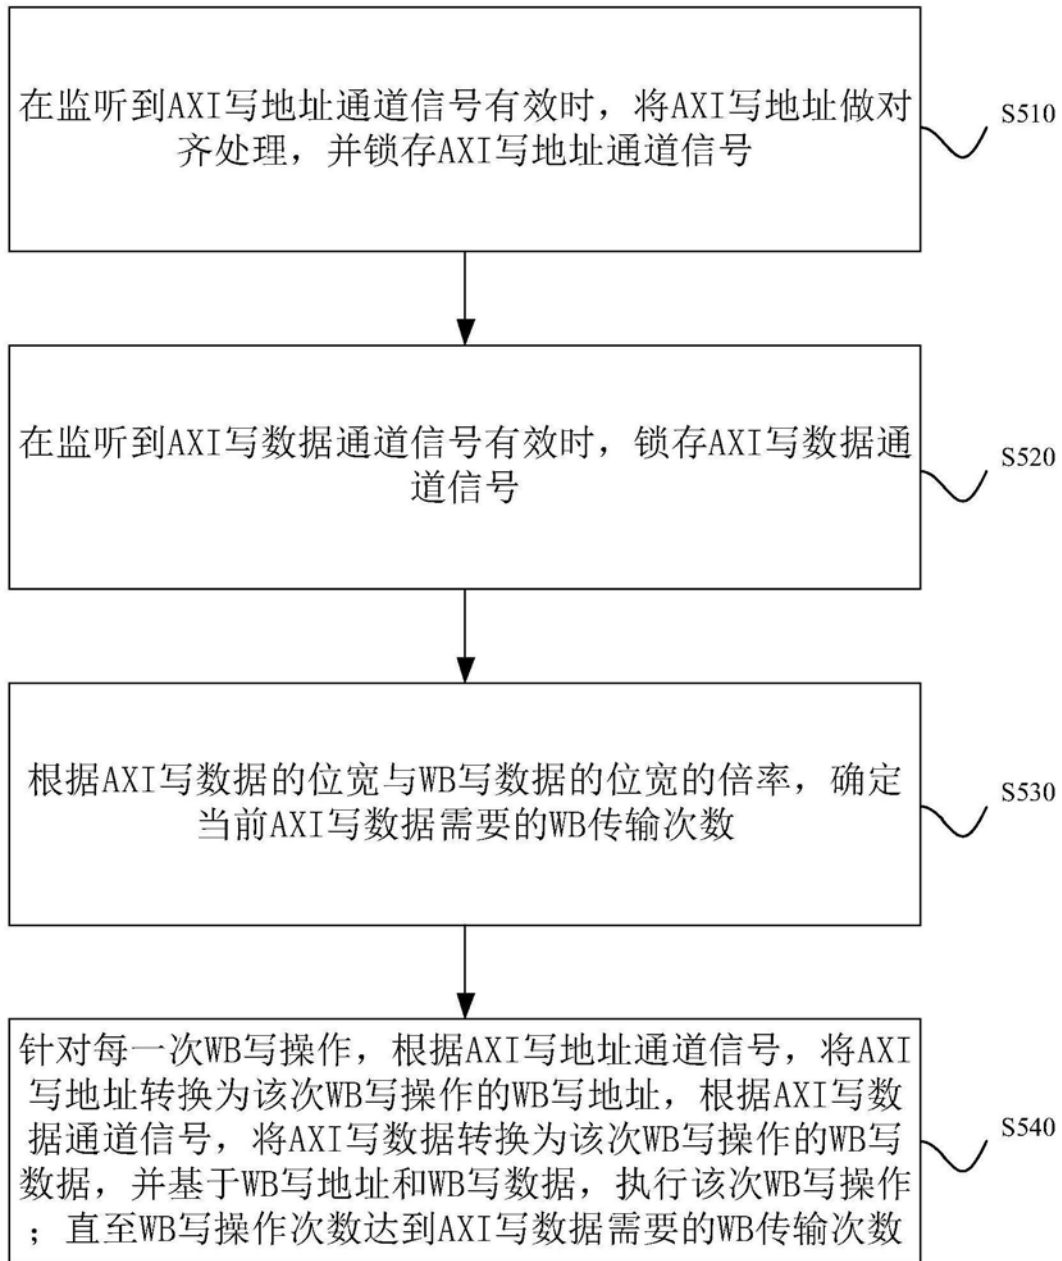 在监听到AXI写地址通道信号有效时，将AXI写地址做对
齐处理，并锁存AXI写地址通道信号
S510
在监听到AXI写数据通道信号有效时，锁存AXI写数据通
道信号
S520
根据AXI写数据的位宽与WB写数据的位宽的倍率，确定
当前AXI写数据需要的WB传输次数
S530
针对每一次WB写操作，根据AXI写地址通道信号，将AXI
写地址转换为该次WB写操作的WB写地址，根据AXI写数
据通道信号，将AXI写数据转换为该次WB写操作的WB写
数据，并基于WB写地址和WB写数据，执行该次WB写操作
；直至WB写操作次数达到AXI写数据需要的WB传输次数
S540